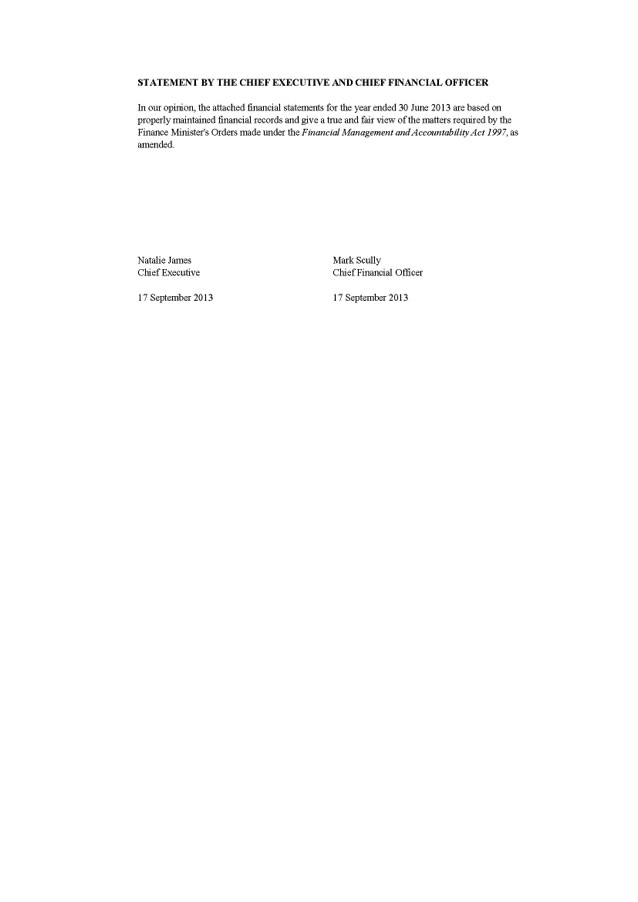 STATEMENT BY THE CHIEF EXECUTIVE AND CHIEF FINANCIAL OFFICER
In our opinion, the attached financial statements for the year ended 30 June 2013 are based on
properly maintained financial records and give a true and fair view of the matters required by the
Finance Minister's Orders made under the Financial Management and Accountability Act 1997, as
amended.
Natalie James
Chief Executive
17 September 2013
Mark Scully
Chief Financial Officer
17 September 2013